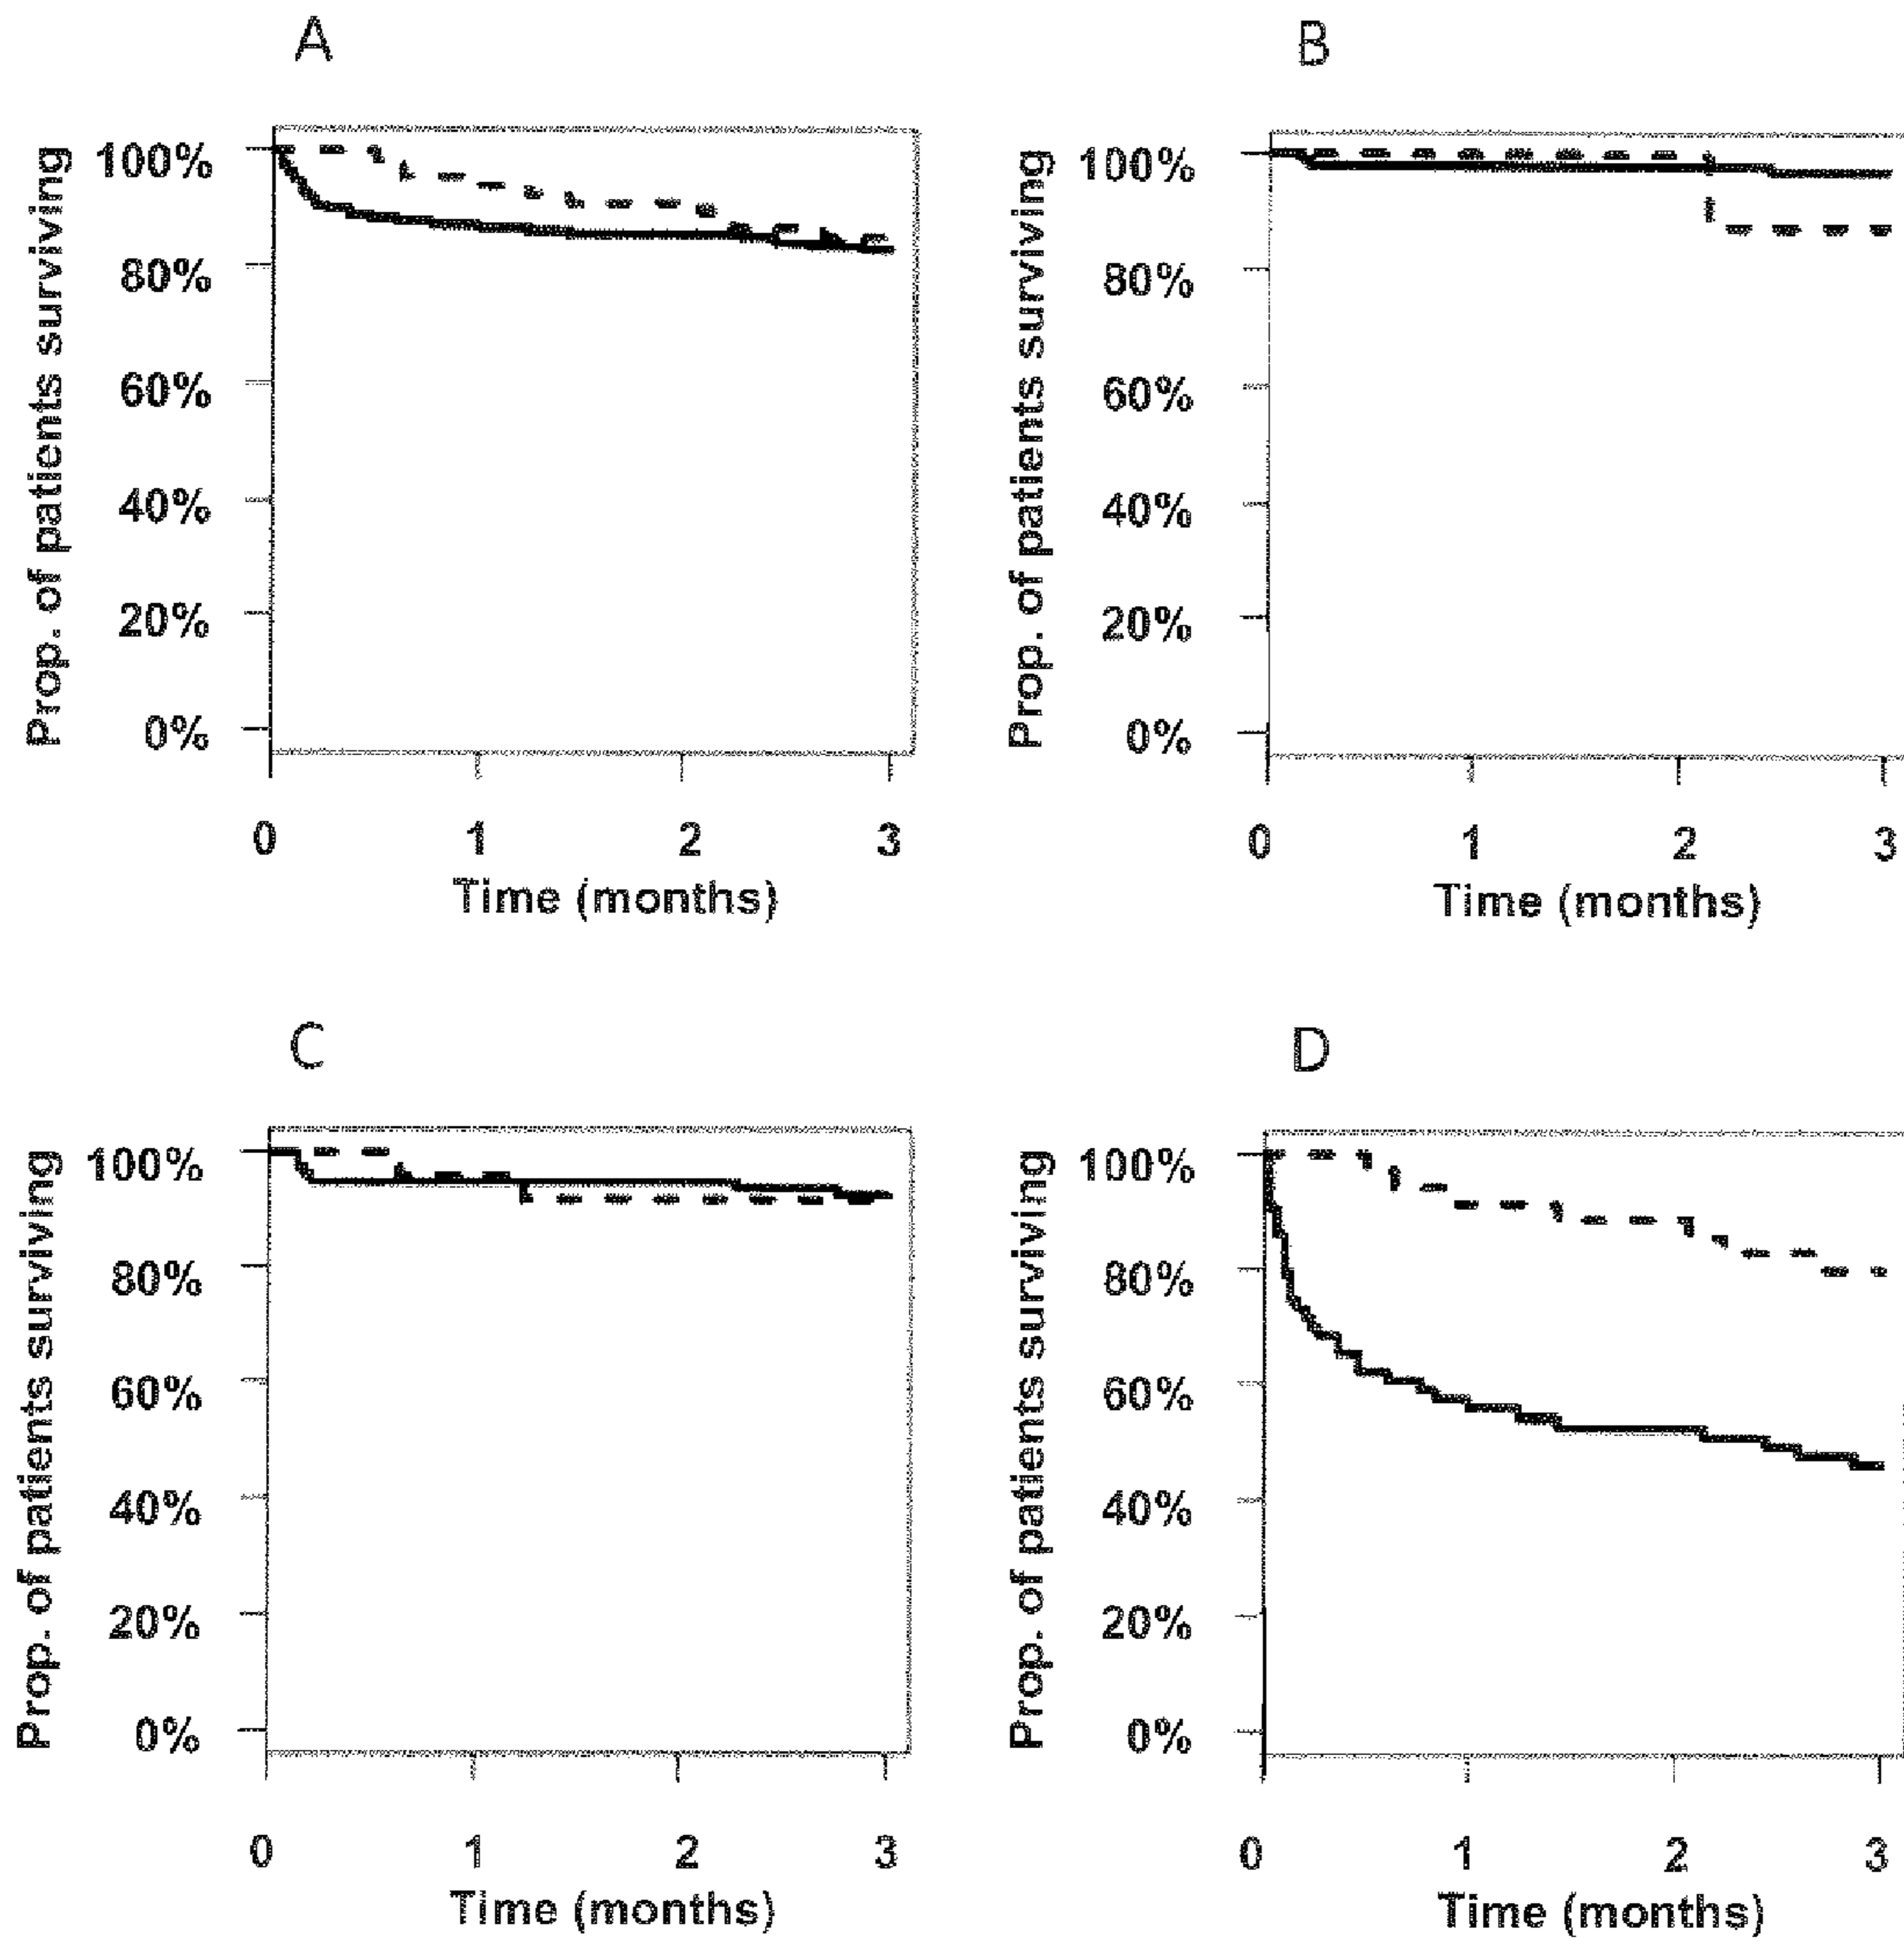 A
Prop. of patients surviving
100%
80%
60%
40%
20%
0%
0 1 2 3
Time (months)
B
Prop. of patients surviving
100%
80%
60%
40%
20%
0%
0 1 2 3
Time (months)
C
Prop. of patients surviving
100%
80%
60%
40%
20%
0%
0 1 2 3
Time (months)
D
Prop. of patients surviving
100%
80%
60%
40%
20%
0%
0 1 2 3
Time (months)